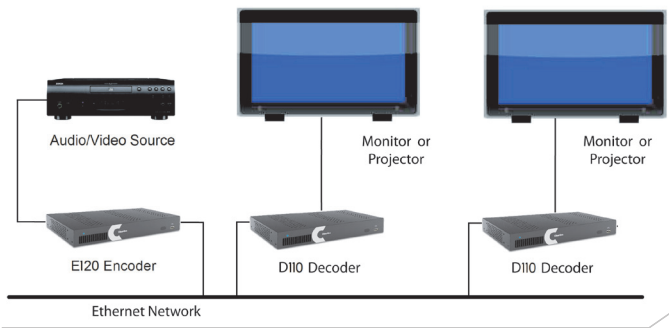 Audio/Video Source
Monitor or
Projector
Monitor or
Projector
E120 Encoder
D110 Decoder
D110 Decoder
Ethernet Network